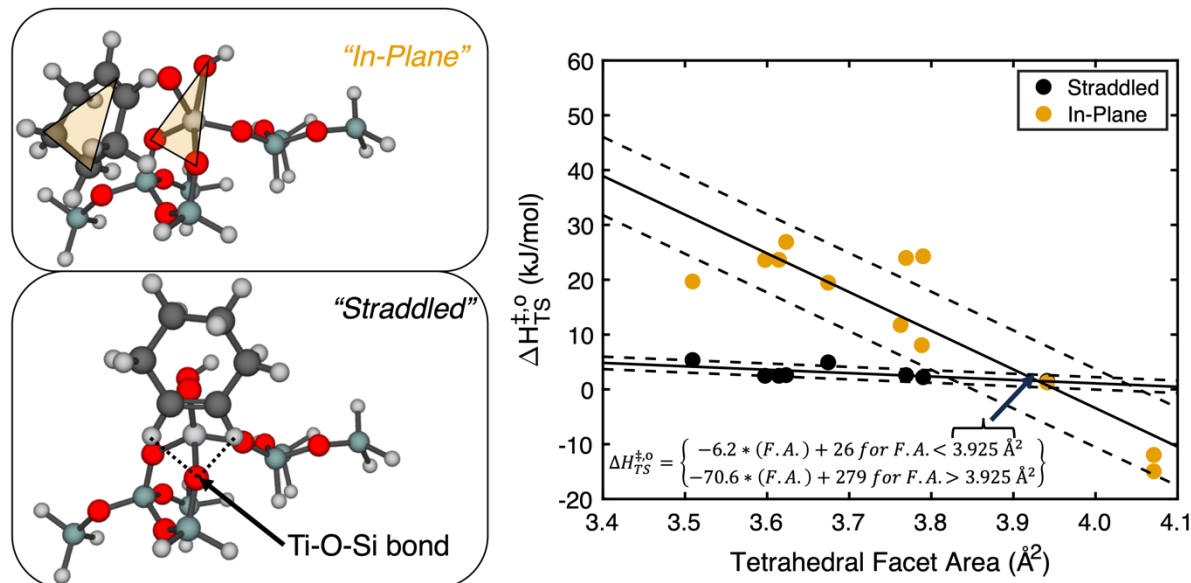 “In-Plane”
“Straddled”
Ti-O-Si bond
60
50
40
30
20
10
0
-10
-20
ΔH‡,o TS (kJ/mol)
Straddled
In-Plane
ΔH‡,o TS = { −6.2 * (F.A.) + 26 for F.A. < 3.925 Å²
−70.6 * (F.A.) + 279 for F.A. > 3.925 Å² }
3.4 3.5 3.6 3.7 3.8 3.9 4.0 4.1
Tetrahedral Facet Area (Å²)